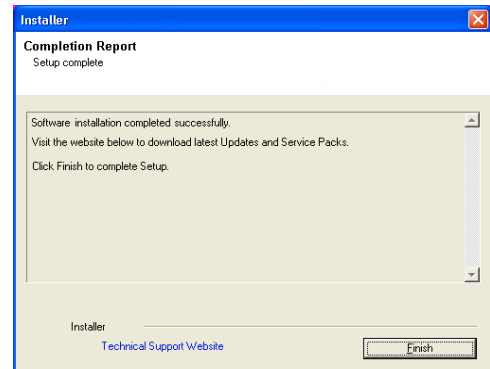 Installer
Completion Report
Setup complete
Software installation completed successfully.
Visit the website below to download latest Updates and Service Packs.
Click Finish to complete Setup.
Installer
Technical Support Website
Finish